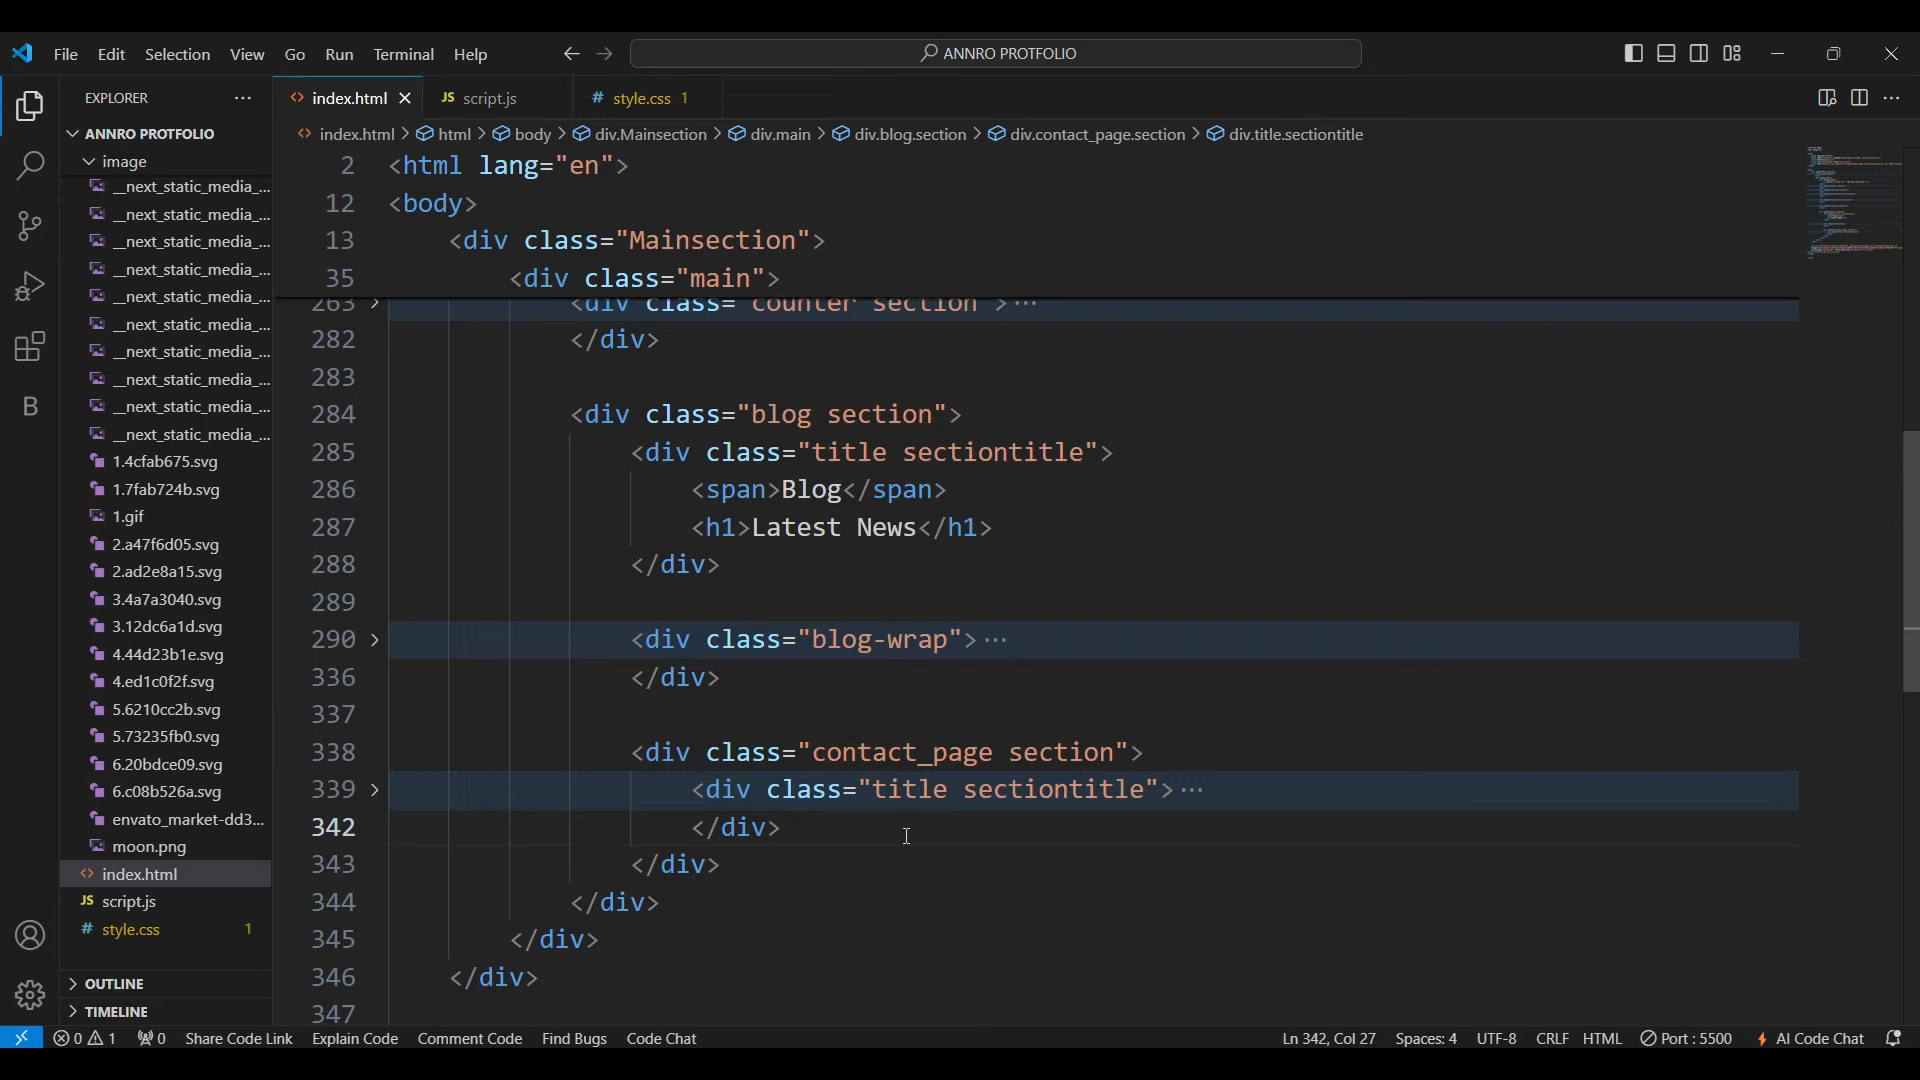 File Edit Selection View Go Run Terminal Help
ANNRO PROTFOLIO
EXPLORER
index.html
JS script.js
# style.css 1
ANNRO PROTFOLIO
image
__next_static_media_...
__next_static_media_...
__next_static_media_...
__next_static_media_...
__next_static_media_...
__next_static_media_...
__next_static_media_...
__next_static_media_...
__next_static_media_...
__next_static_media_...
1.4cfab675.svg
1.7fab724b.svg
1.gif
2.a47f6d05.svg
2.ad2e8a15.svg
3.4a7a3040.svg
3.12dc6a1d.svg
4.44d23b1e.svg
4.ed1c0f2f.svg
5.6210cc2b.svg
5.73235fb0.svg
6.20bdce09.svg
6.c08b526a.svg
envato_market-dd3...
moon.png
index.html
JS script.js
# style.css 1
OUTLINE
TIMELINE
B
index.html > html > body > div.Mainsection > div.main > div.blog.section > div.contact_page.section > div.title.sectiontitle
2 <html lang="en">
12 <body>
13 <div class="Mainsection">
35 <div class="main">
263 <div class="counter section">...
282 </div>
283
284 <div class="blog section">
285 <div class="title sectiontitle">
286 <span>Blog</span>
287 <h1>Latest News</h1>
288 </div>
289
290 <div class="blog-wrap">...
336 </div>
337
338 <div class="contact_page section">
339 <div class="title sectiontitle">...
342 </div>
343 </div>
344 </div>
345 </div>
346 </div>
347
0 1 0 Share Code Link Explain Code Comment Code Find Bugs Code Chat Ln 342, Col 27 Spaces: 4 UTF-8 CRLF HTML Port : 5500 AI Code Chat